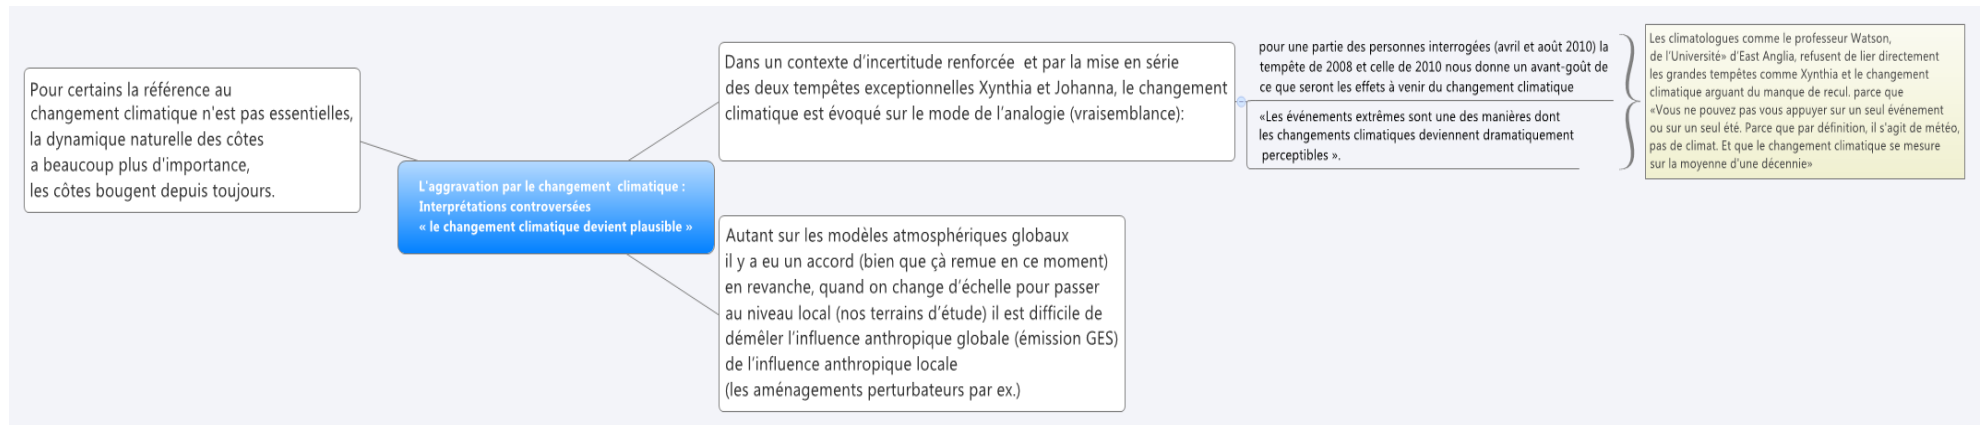 Pour certains la référence au
changement climatique n'est pas essentielles,
la dynamique naturelle des côtes
a beaucoup plus d'importance,
les côtes bougent depuis toujours.
L'aggravation par le changement climatique :
Interprétations controversées
« le changement climatique devient plausible »
Dans un contexte d'incertitude renforcée et par la mise en série
des deux tempêtes exceptionnelles Xynthia et Johanna, le changement
climatique est évoqué sur le mode de l'analogie (vraisemblance):
pour une partie des personnes interrogées (avril et août 2010) la
tempête de 2008 et celle de 2010 nous donne un avant-goût de
ce que seront les effets à venir du changement climatique
«Les événements extrêmes sont une des manières dont
les changements climatiques deviennent dramatiquement
perceptibles ».
Les climatologues comme le professeur Watson,
de l'Université» d'East Anglia, refusent de lier directement
les grandes tempêtes comme Xynthia et le changement
climatique arguant du manque de recul. parce que
«Vous ne pouvez pas vous appuyer sur un seul événement
ou sur un seul été. Parce que par définition, il s'agit de météo,
pas de climat. Et que le changement climatique se mesure
sur la moyenne d'une décennie»
Autant sur les modèles atmosphériques globaux
il y a eu un accord (bien que çà remue en ce moment)
en revanche, quand on change d'échelle pour passer
au niveau local (nos terrains d'étude) il est difficile de
démêler l'influence anthropique globale (émission GES)
de l'influence anthropique locale
(les aménagements perturbateurs par ex.)